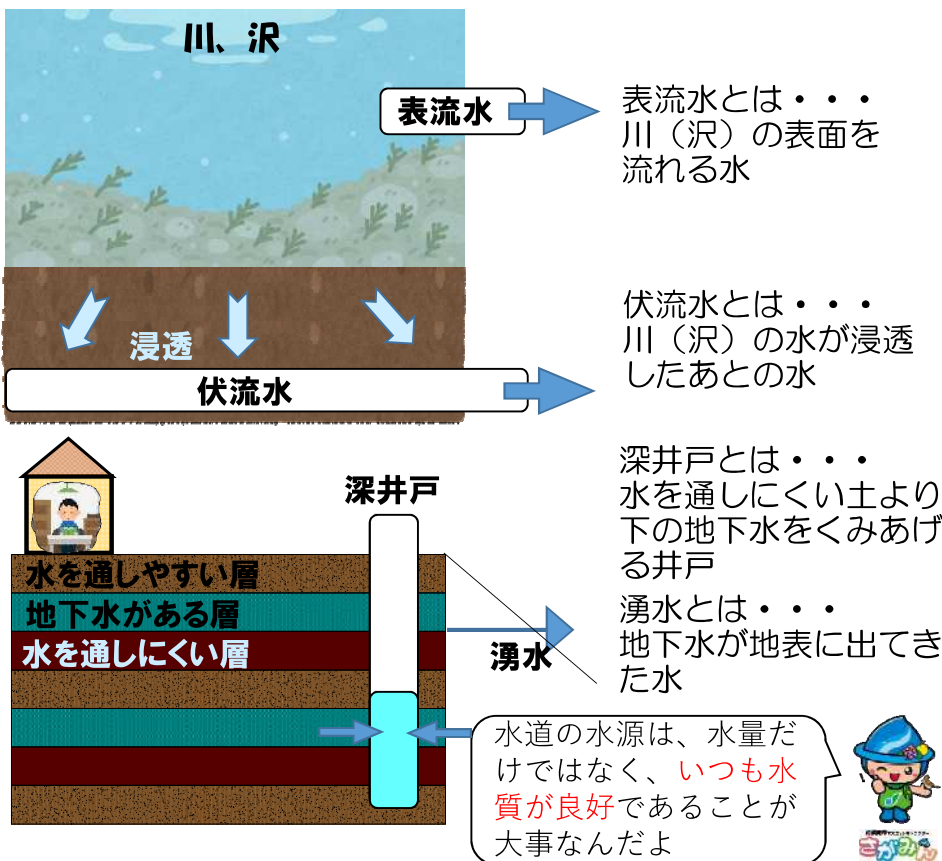 川、沢
表流水
表流水とは・・・
川（沢）の表面を
流れる水
浸透
伏流水
伏流水とは・・・
川（沢）の水が浸透
したあとの水
深井戸
水を通しやすい層
地下水がある層
水を通しにくい層
深井戸とは・・・
水を通しにくい土より
下の地下水をくみあげ
る井戸
湧水
湧水とは・・・
地下水が地表に出てき
た水
水道の水源は、水量だ
けではなく、いつも水
質が良好であることが
大事なんだよ
さがみん